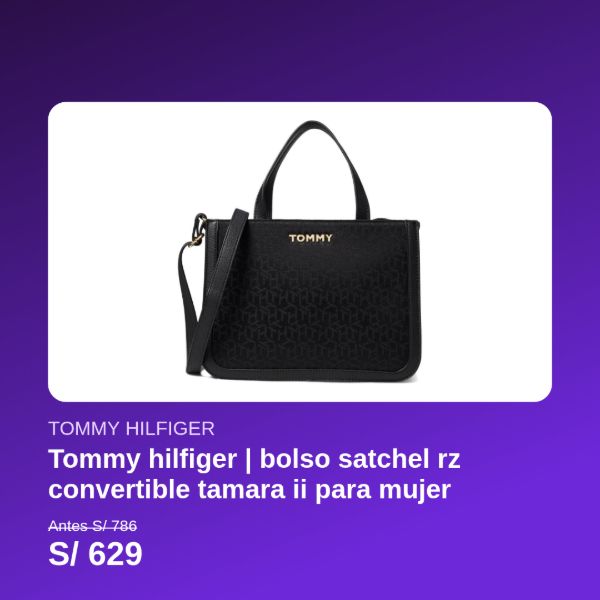 TOMMY
TOMMY HILFIGER
Tommy hilfiger | bolso satchel rz
convertible tamara ii para mujer
Antes S/ 786
S/ 629